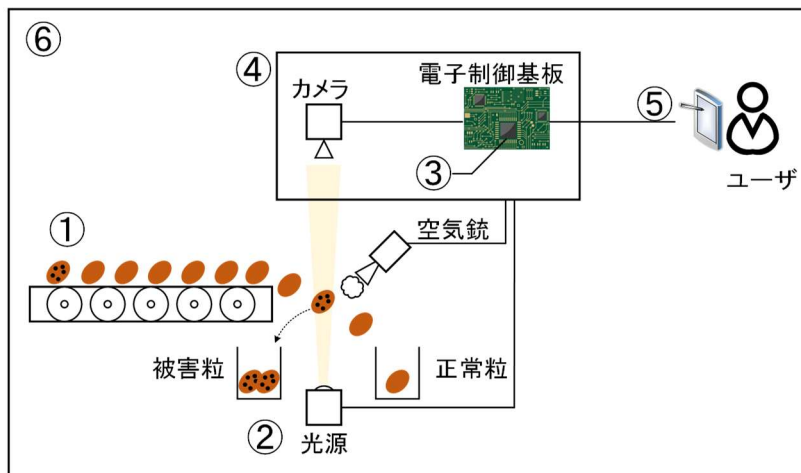 ⑥
④
カメラ
電子制御基板
⑤
③
ユーザ
①
空気銃
被害粒
正常粒
②
光源